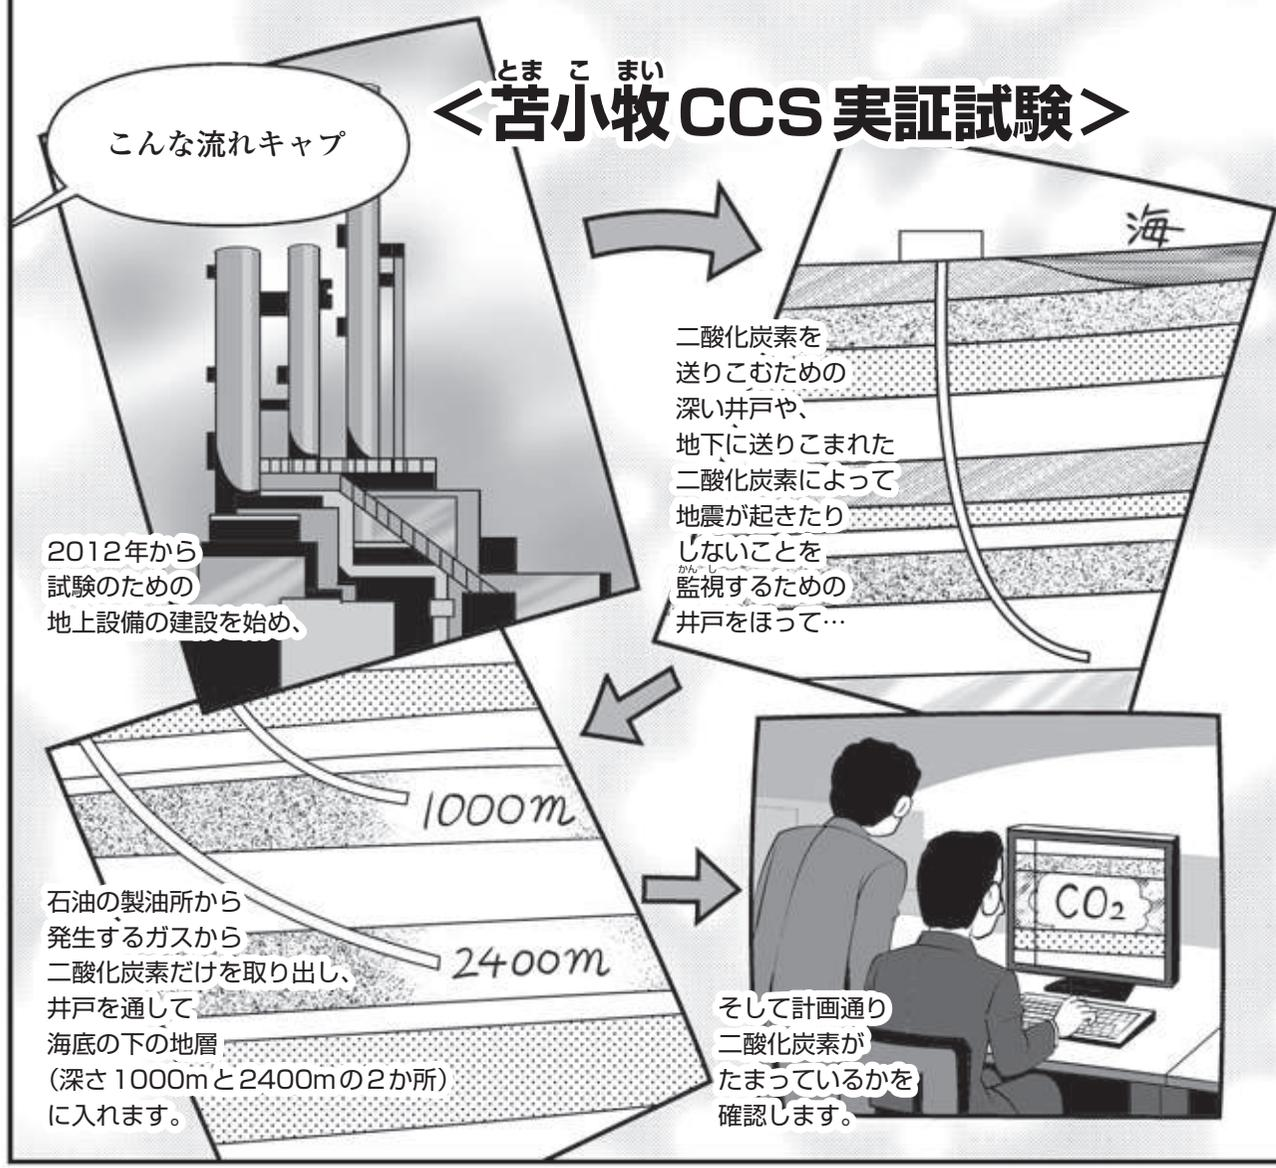 <苫小牧CCS実証試験>
とま こ まい
こんな流れキャプ
2012年から
試験のための
地上設備の建設を始め、
海
二酸化炭素を
送りこむための
深い井戸や、
地下に送りこまれた
二酸化炭素によって
地震が起きたり
しないことを
監視するための
かん し
井戸をほって…
1000m
2400m
石油の製油所から
発生するガスから
二酸化炭素だけを取り出し、
井戸を通して
海底の下の地層
(深さ1000mと2400mの2か所)
に入れます。
CO₂
そして計画通り
二酸化炭素が
たまっているかを
確認します。